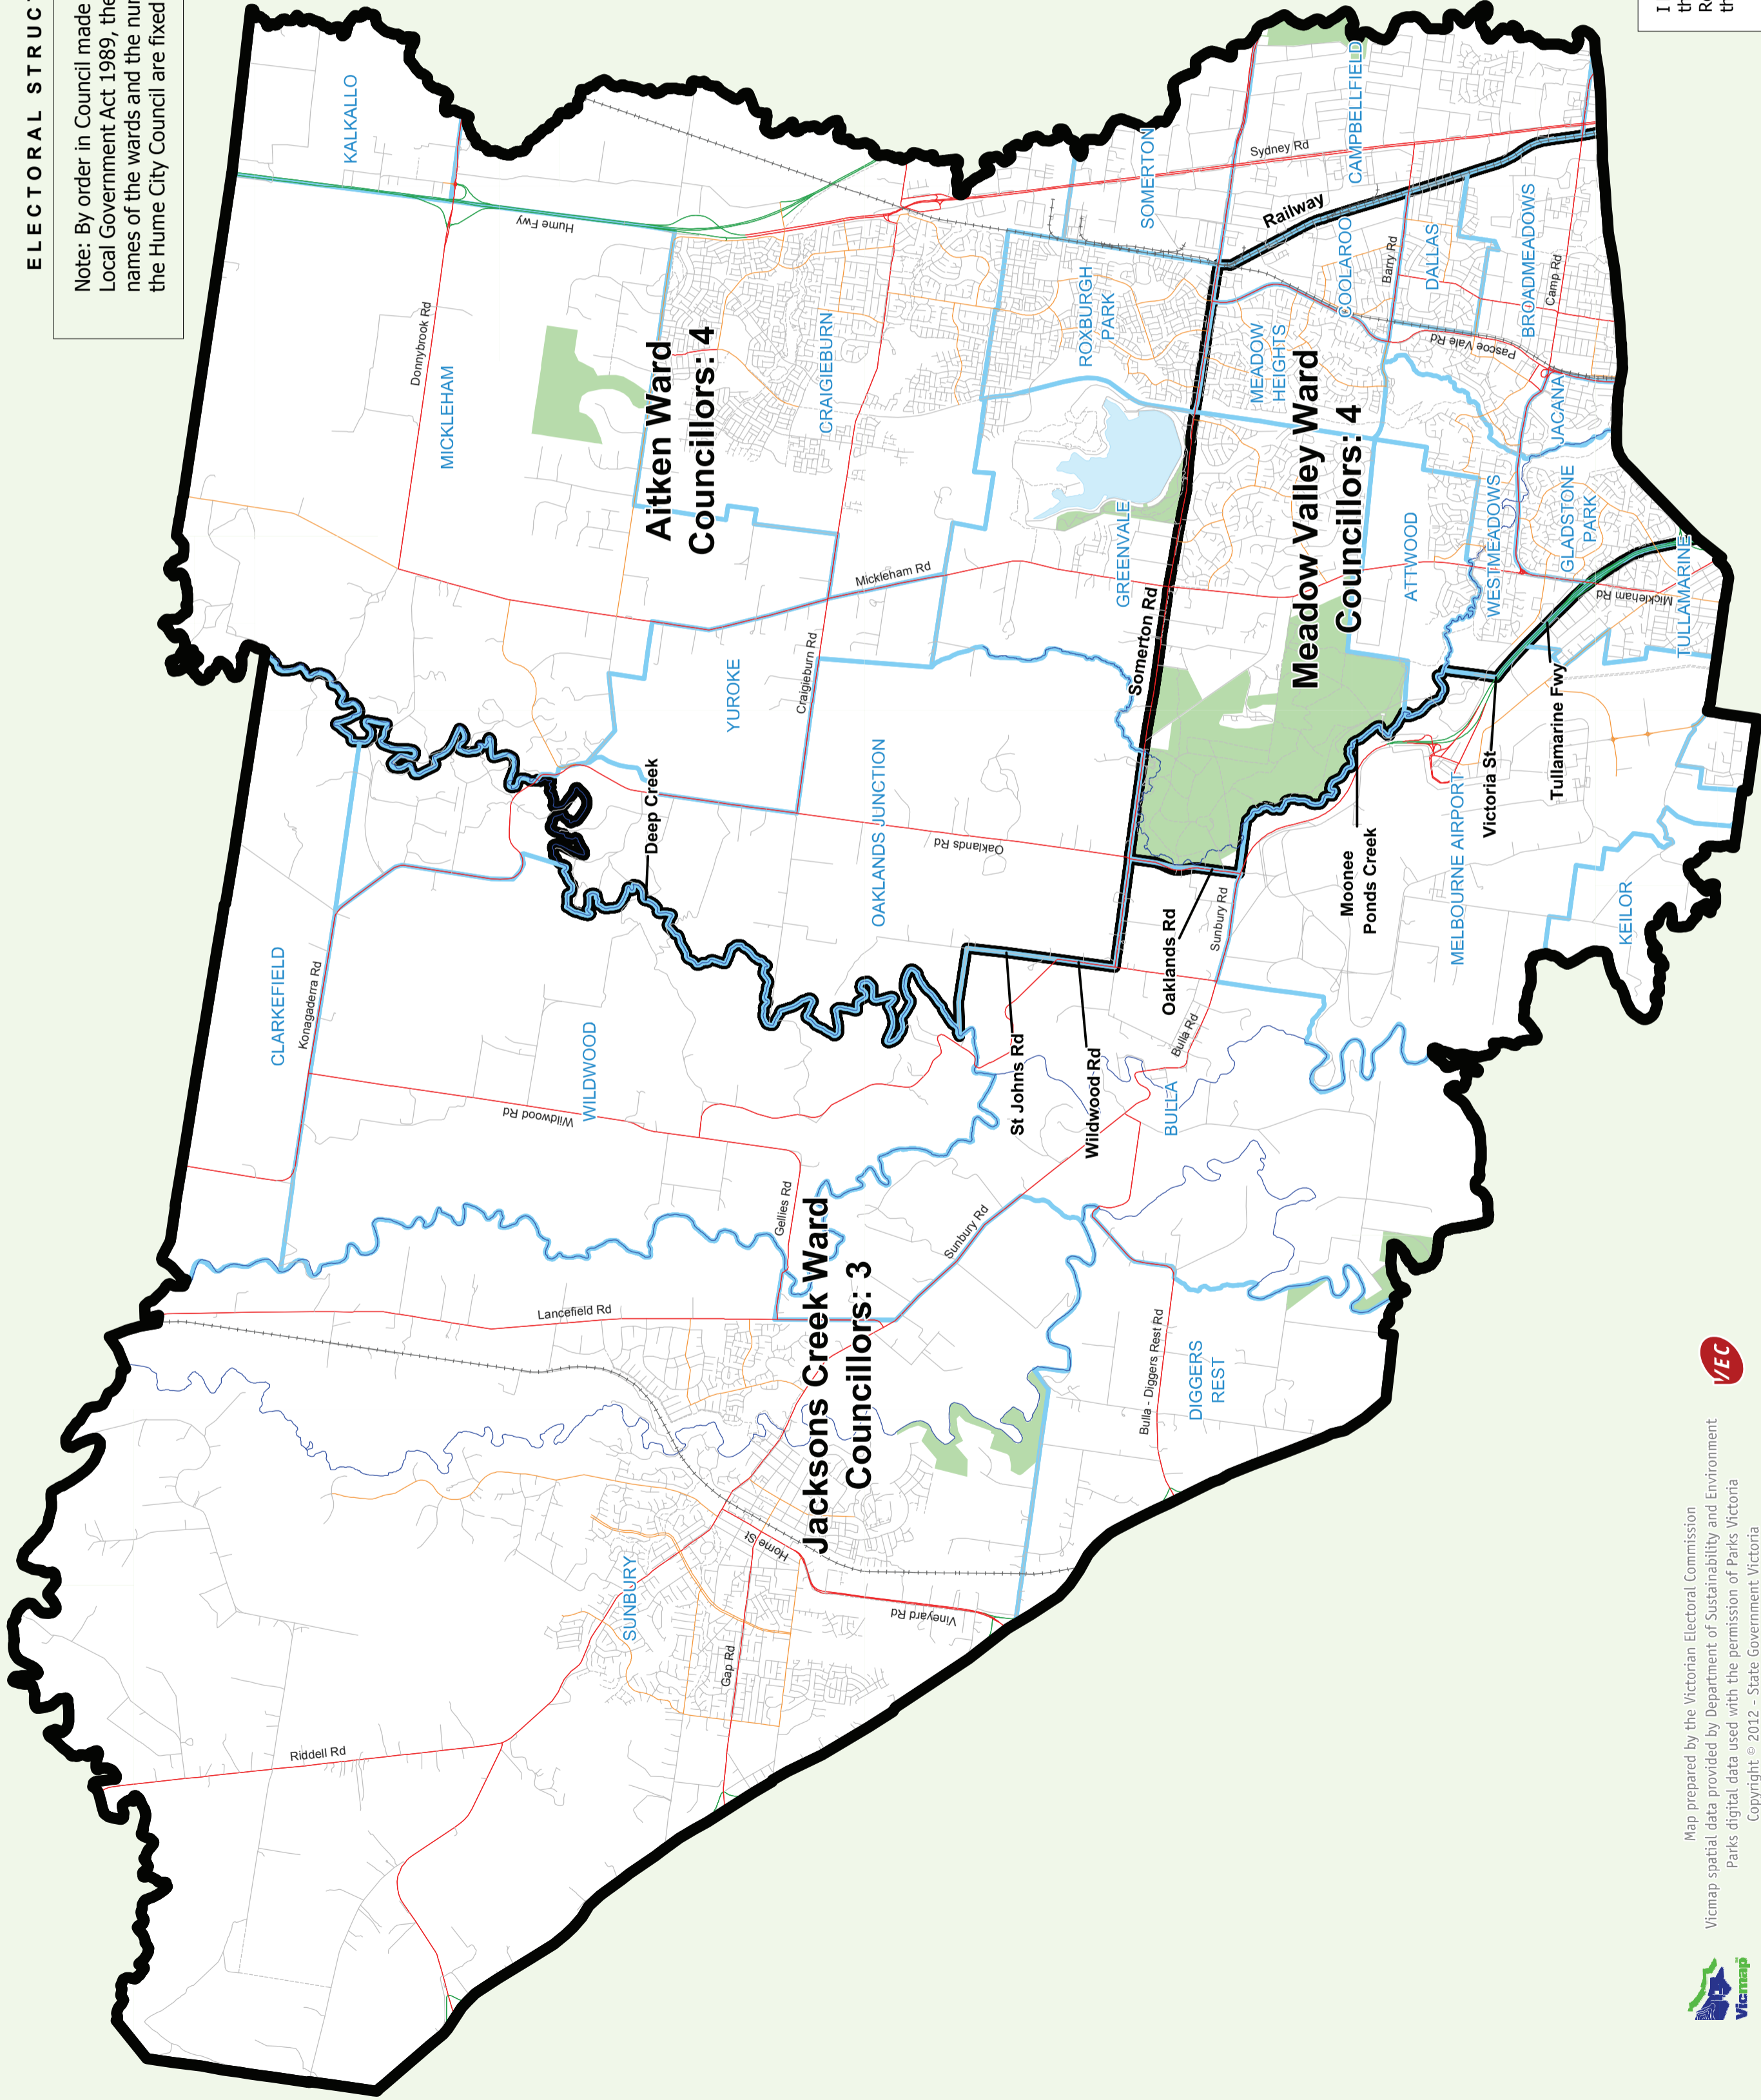 ELECTORAL STRUCT
Note: By order in Council made
Local Government Act 1989, the
names of the wards and the nur
the Hume City Council are fixed
KALKALLO
Hume Fwy
Donnybrook Rd
MICKLEHAM
Aitken Ward
Councillors: 4
CRAIGIEBURN
ROXBURGH
PARK
SOMERTON
Sydney Rd
CAMPBELLFIELD
Railway
COOLAROO
Barry Rd
DALLAS
BROADMEADOWS
Camp Rd
Pascoe Vale Rd
MEADOW
HEIGHTS
Meadow Valley Ward
Councillors: 4
JACANA
GREENVALE
ATTWOOD
WESTMEADOWS
GLADSTONE
PARK
Mickleham Rd
TULLAMARINE
Mickleham Rd
Somerton Rd
Craigieburn Rd
YUROKE
OAKLANDS JUNCTION
Oaklands Rd
Deep Creek
Tullamarine Fwy
Victoria St
MELBOURNE AIRPORT
Moonee
Ponds Creek
KEILOR
Oaklands Rd
Sunbury Rd
CLARKEFIELD
Konagaderra Rd
WILDWOOD
Wildwood Rd
St Johns Rd
Wildwood Rd
Bulla Rd
BULLA
Gellies Rd
Sunbury Rd
Jacksons Creek Ward
Councillors: 3
Lancefield Rd
Bulla - Diggers Rest Rd
DIGGERS
REST
SUNBURY
Horne St
Vineyard Rd
Gap Rd
Riddell Rd
VEC
Map prepared by the Victorian Electoral Commission
Vicmap spatial data provided by Department of Sustainability and Environment
Parks digital data used with the permission of Parks Victoria
Copyright © 2012 - State Government Victoria
Vicmap
I
th
R
th